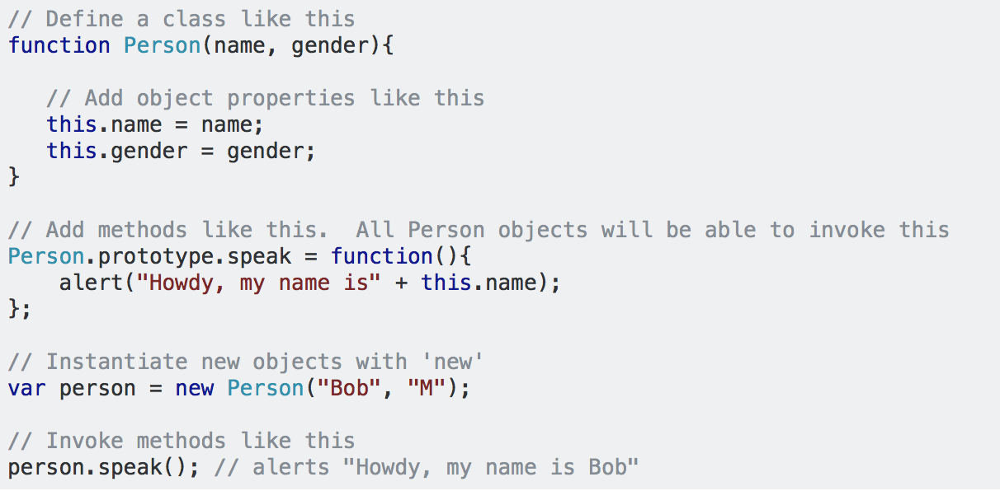 // Define a class like this
function Person(name, gender){
   // Add object properties like this
   this.name = name;
   this.gender = gender;
}
// Add methods like this.  All Person objects will be able to invoke this
Person.prototype.speak = function(){
    alert("Howdy, my name is" + this.name);
};
// Instantiate new objects with 'new'
var person = new Person("Bob", "M");
// Invoke methods like this
person.speak(); // alerts "Howdy, my name is Bob"